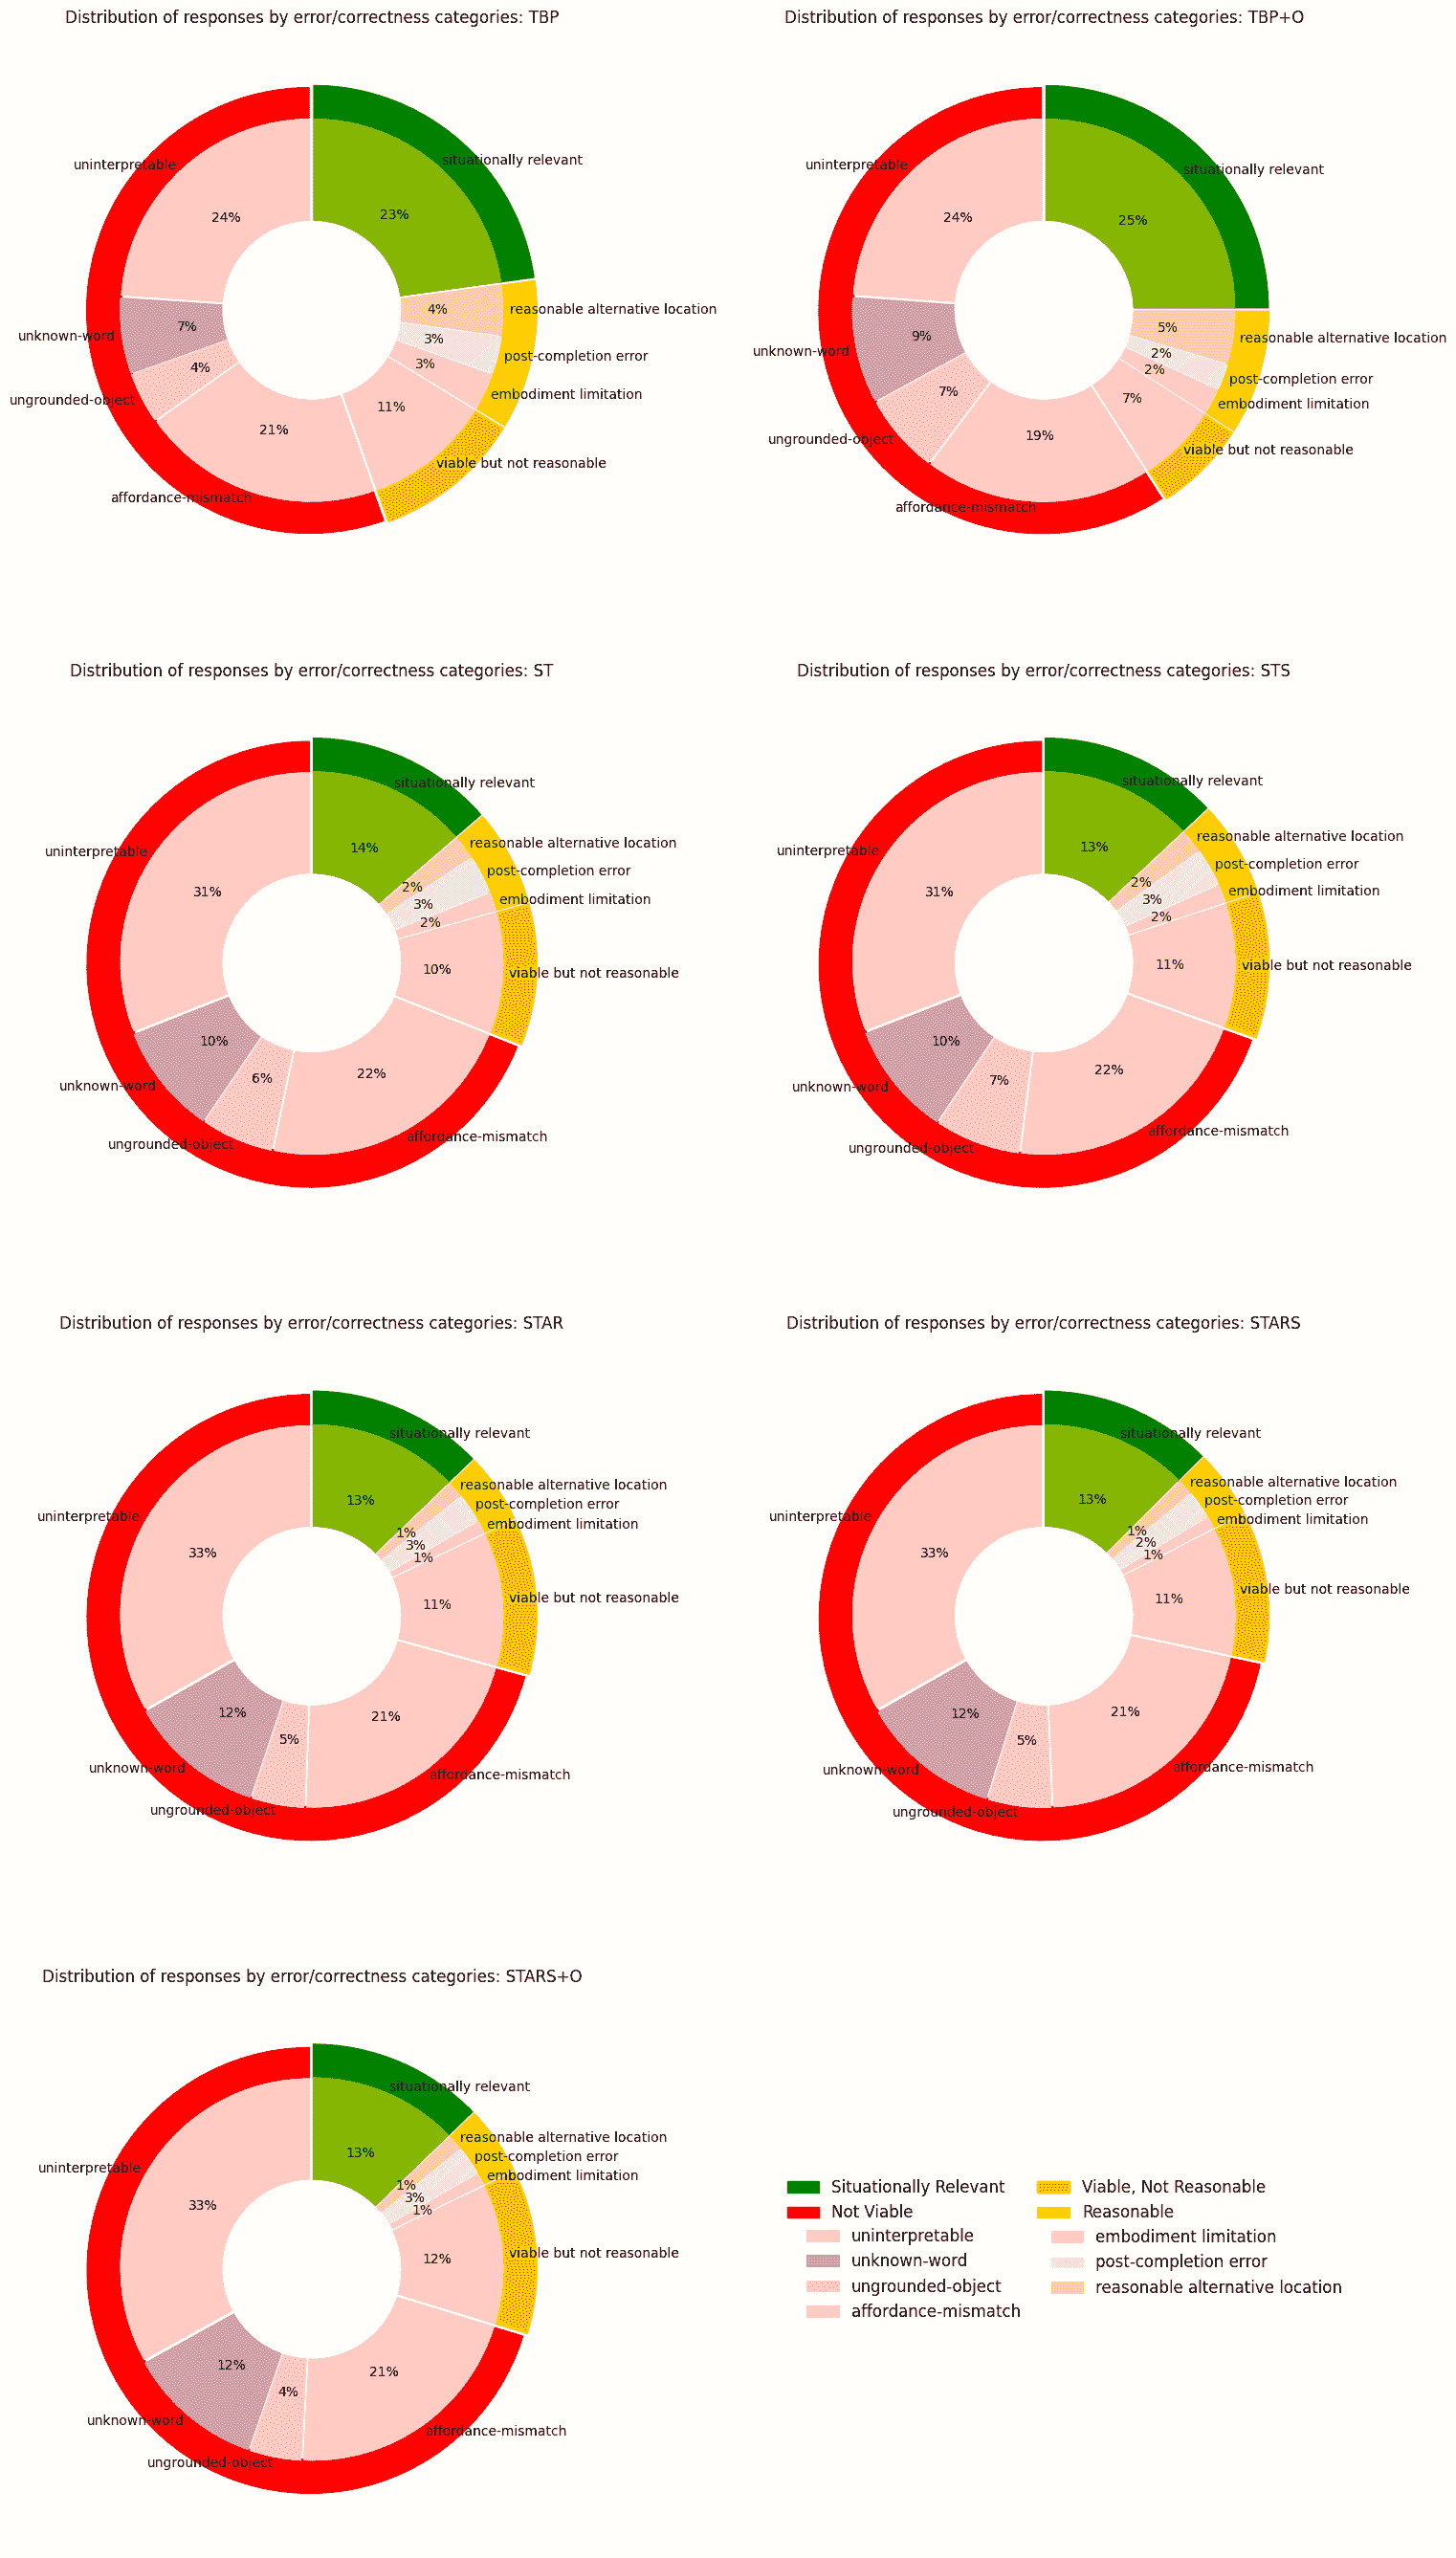 Distribution of responses by error/correctness categories: TBP
situationally relevant
23%
reasonable alternative location
4%
post-completion error
3%
embodiment limitation
3%
viable but not reasonable
11%
affordance-mismatch
21%
ungrounded-object
4%
unknown-word
7%
uninterpretable
24%
Distribution of responses by error/correctness categories: TBP+O
situationally relevant
25%
reasonable alternative location
5%
post-completion error
2%
embodiment limitation
2%
viable but not reasonable
7%
affordance-mismatch
19%
ungrounded-object
7%
unknown-word
9%
uninterpretable
24%
Distribution of responses by error/correctness categories: ST
situationally relevant
14%
reasonable alternative location
2%
post-completion error
3%
embodiment limitation
2%
viable but not reasonable
10%
affordance-mismatch
22%
ungrounded-object
6%
unknown-word
10%
uninterpretable
31%
Distribution of responses by error/correctness categories: STS
situationally relevant
13%
reasonable alternative location
2%
post-completion error
3%
embodiment limitation
2%
viable but not reasonable
11%
affordance-mismatch
22%
ungrounded-object
7%
unknown-word
10%
uninterpretable
31%
Distribution of responses by error/correctness categories: STAR
situationally relevant
13%
reasonable alternative location
1%
post-completion error
3%
embodiment limitation
1%
viable but not reasonable
11%
affordance-mismatch
21%
ungrounded-object
5%
unknown-word
12%
uninterpretable
33%
Distribution of responses by error/correctness categories: STARS
situationally relevant
13%
reasonable alternative location
1%
post-completion error
2%
embodiment limitation
1%
viable but not reasonable
11%
affordance-mismatch
21%
ungrounded-object
5%
unknown-word
12%
uninterpretable
33%
Distribution of responses by error/correctness categories: STARS+O
situationally relevant
13%
reasonable alternative location
1%
post-completion error
3%
embodiment limitation
1%
viable but not reasonable
12%
affordance-mismatch
21%
ungrounded-object
4%
unknown-word
12%
uninterpretable
33%
Situationally Relevant
Not Viable
uninterpretable
unknown-word
ungrounded-object
affordance-mismatch
Viable, Not Reasonable
Reasonable
embodiment limitation
post-completion error
reasonable alternative location